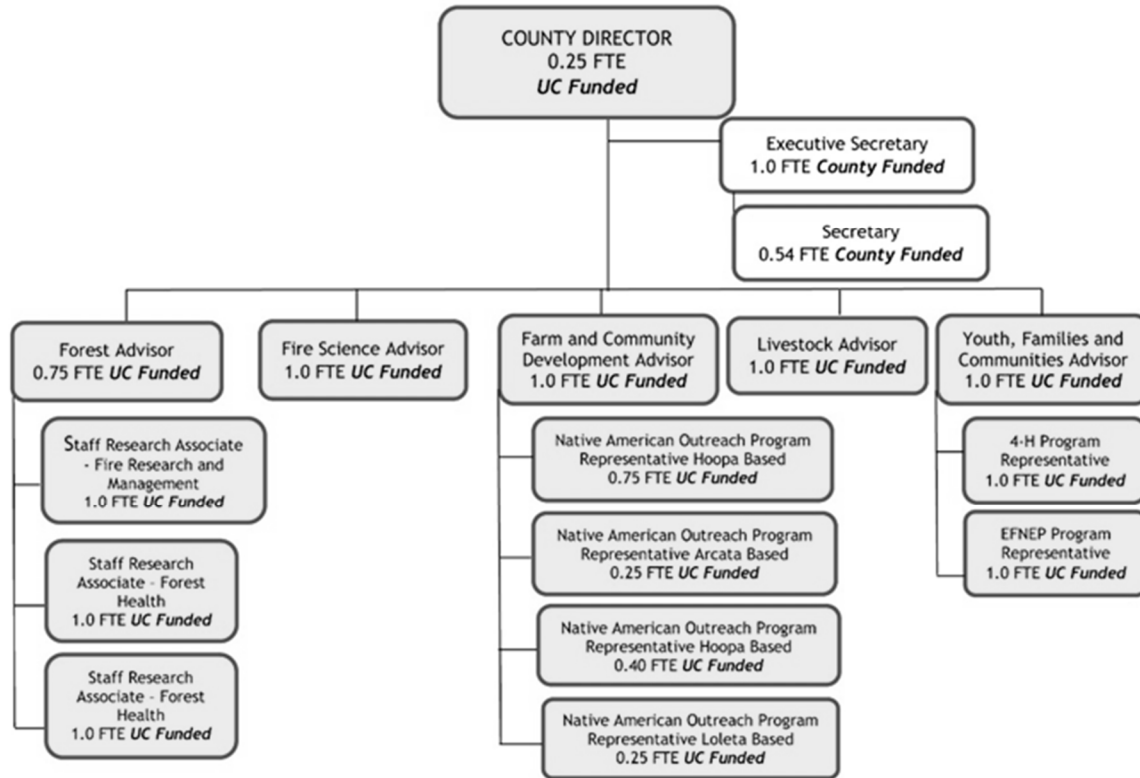 COUNTY DIRECTOR
0.25 FTE
UC Funded
Executive Secretary
1.0 FTE County Funded
Secretary
0.54 FTE County Funded
Forest Advisor
0.75 FTE UC Funded
Fire Science Advisor
1.0 FTE UC Funded
Farm and Community
Development Advisor
1.0 FTE UC Funded
Livestock Advisor
1.0 FTE UC Funded
Youth, Families and
Communities Advisor
1.0 FTE UC Funded
Staff Research Associate
- Fire Research and
Management
1.0 FTE UC Funded
Staff Research
Associate - Forest
Health
1.0 FTE UC Funded
Staff Research
Associate - Forest
Health
1.0 FTE UC Funded
Native American Outreach Program
Representative Hoopa Based
0.75 FTE UC Funded
Native American Outreach Program
Representative Arcata Based
0.25 FTE UC Funded
Native American Outreach Program
Representative Hoopa Based
0.40 FTE UC Funded
Native American Outreach Program
Representative Loleta Based
0.25 FTE UC Funded
4-H Program
Representative
1.0 FTE UC Funded
EFNEP Program
Representative
1.0 FTE UC Funded